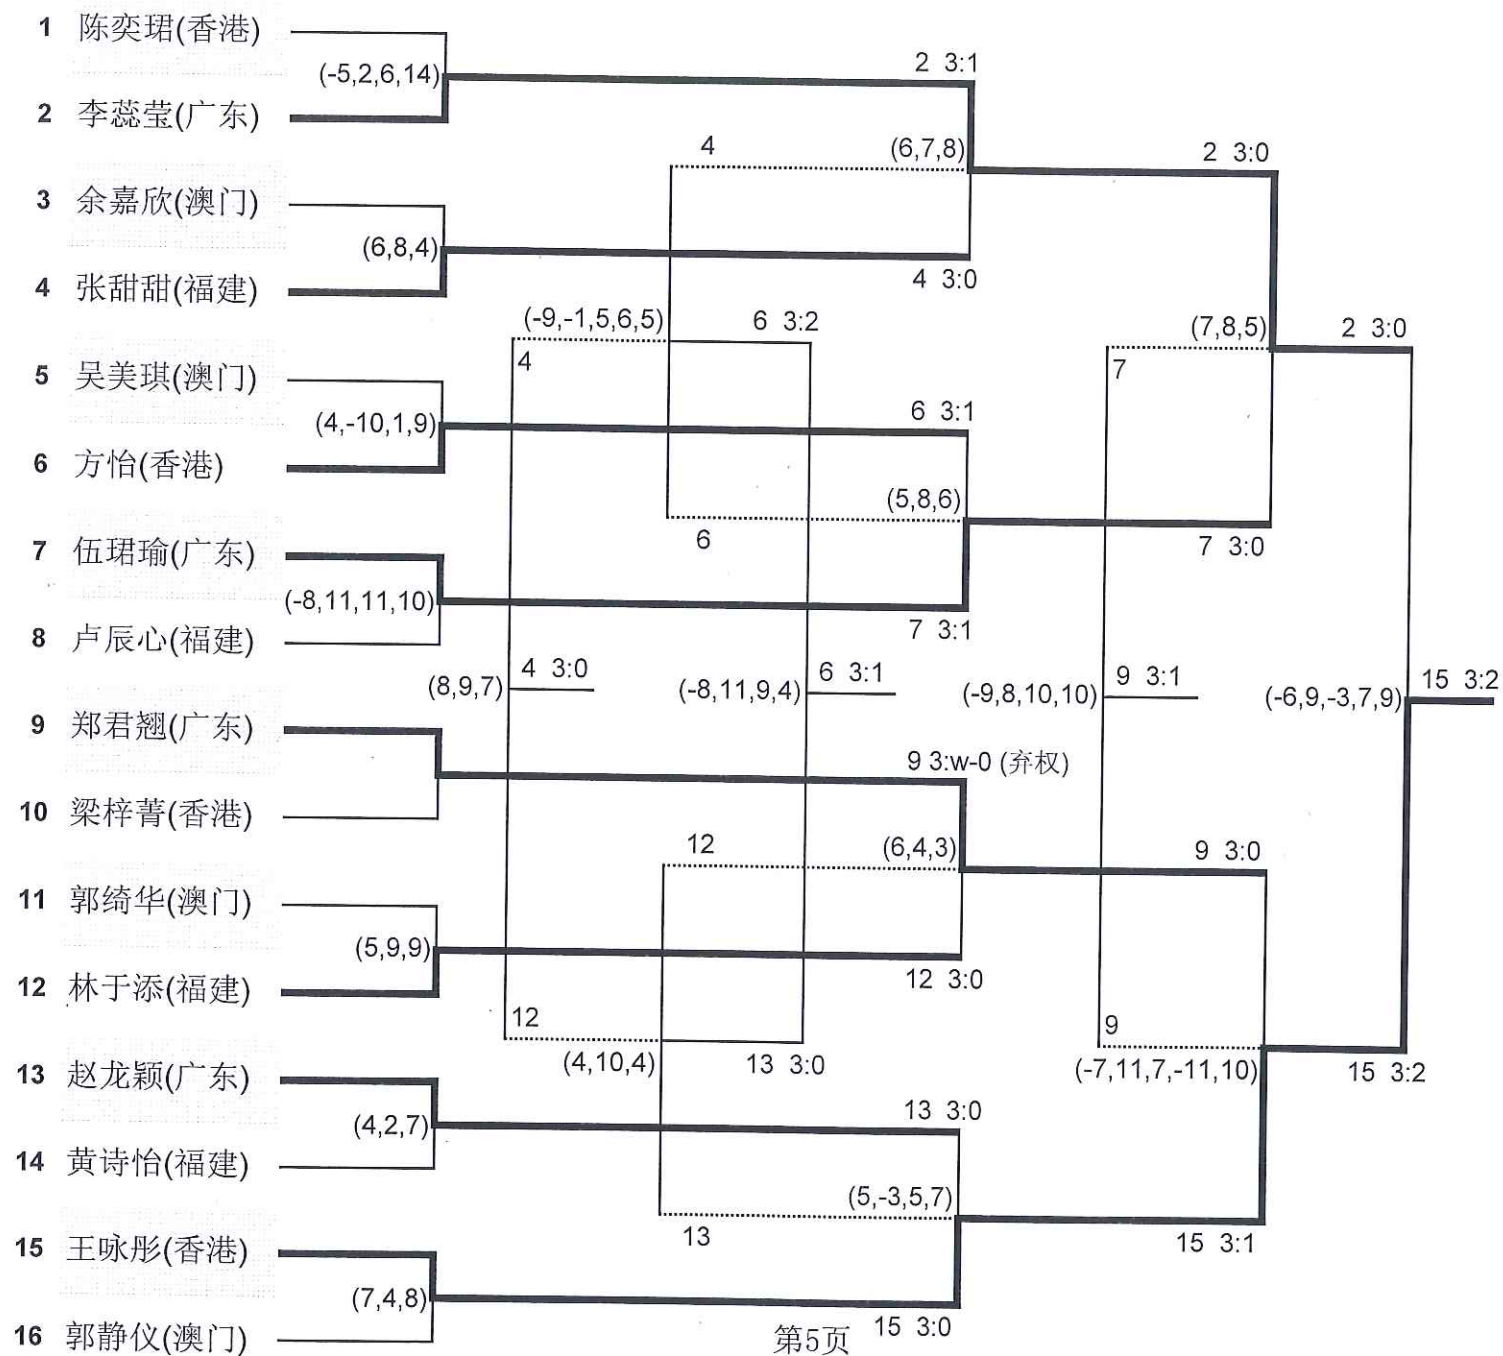 1 陈奕珺(香港)
2 3:1
(-5,2,6,14)
2 李蕊莹(广东)
4
(6,7,8)
2 3:0
3 余嘉欣(澳门)
(6,8,4)
4 张甜甜(福建)
4 3:0
(-9,-1,5,6,5)
6 3:2
(7,8,5)
2 3:0
4
7
5 吴美琪(澳门)
6 3:1
(4,-10,1,9)
6 方怡(香港)
(5,8,6)
6
7 3:0
7 伍珺瑜(广东)
(-8,11,11,10)
7 3:1
8 卢辰心(福建)
(8,9,7)
4 3:0
(-8,11,9,4)
6 3:1
(-9,8,10,10)
9 3:1
(-6,9,-3,7,9)
15 3:2
9 郑君翘(广东)
9 3:w-0 (弃权)
10 梁梓菁(香港)
12
(6,4,3)
9 3:0
11 郭绮华(澳门)
(5,9,9)
12 林于添(福建)
12 3:0
12
9
(4,10,4)
13 3:0
(-7,11,7,-11,10)
15 3:2
13 赵龙颖(广东)
13 3:0
(4,2,7)
14 黄诗怡(福建)
(5,-3,5,7)
13
15 3:1
15 王咏彤(香港)
(7,4,8)
15 3:0
16 郭静仪(澳门)
第5页